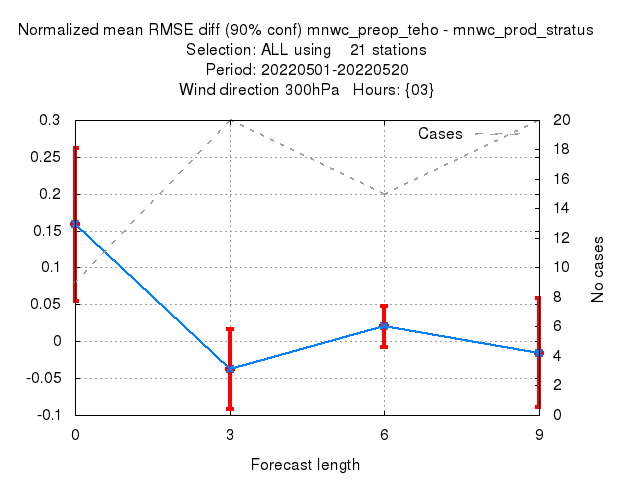 Normalized mean RMSE diff (90% conf) mnwc_preop_teho - mnwc_prod_stratus
Selection: ALL using 21 stations
Period: 20220501-20220520
Wind direction 300hPa Hours: {03}
Cases
0.3
0.25
0.2
0.15
0.1
0.05
0
-0.05
-0.1
20
18
16
14
12
10
8
6
4
2
0
No cases
0 3 6 9
Forecast length